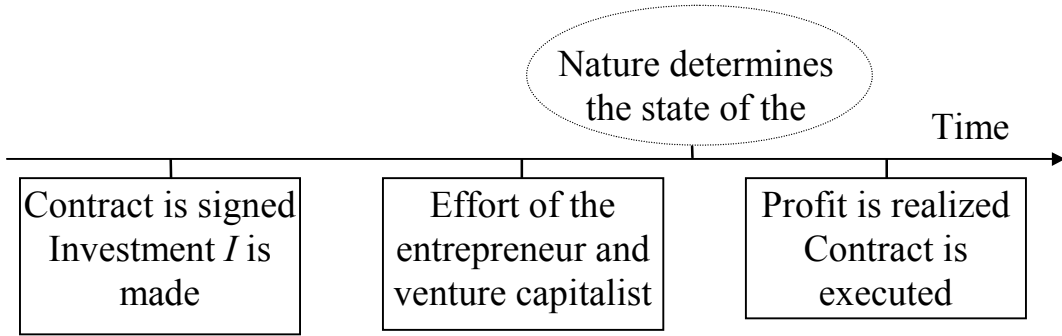 Nature determines
the state of the
Time
Contract is signed
Investment I is
made
Effort of the
entrepreneur and
venture capitalist
Profit is realized
Contract is
executed